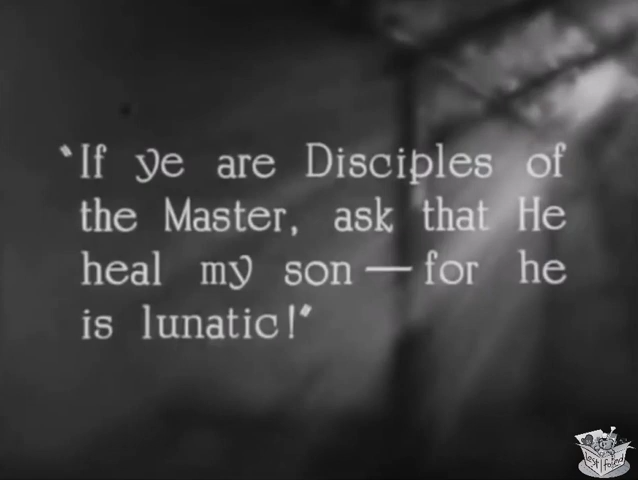 "If ye are Disciples of
the Master, ask that He
heal my son — for he
is lunatic!"